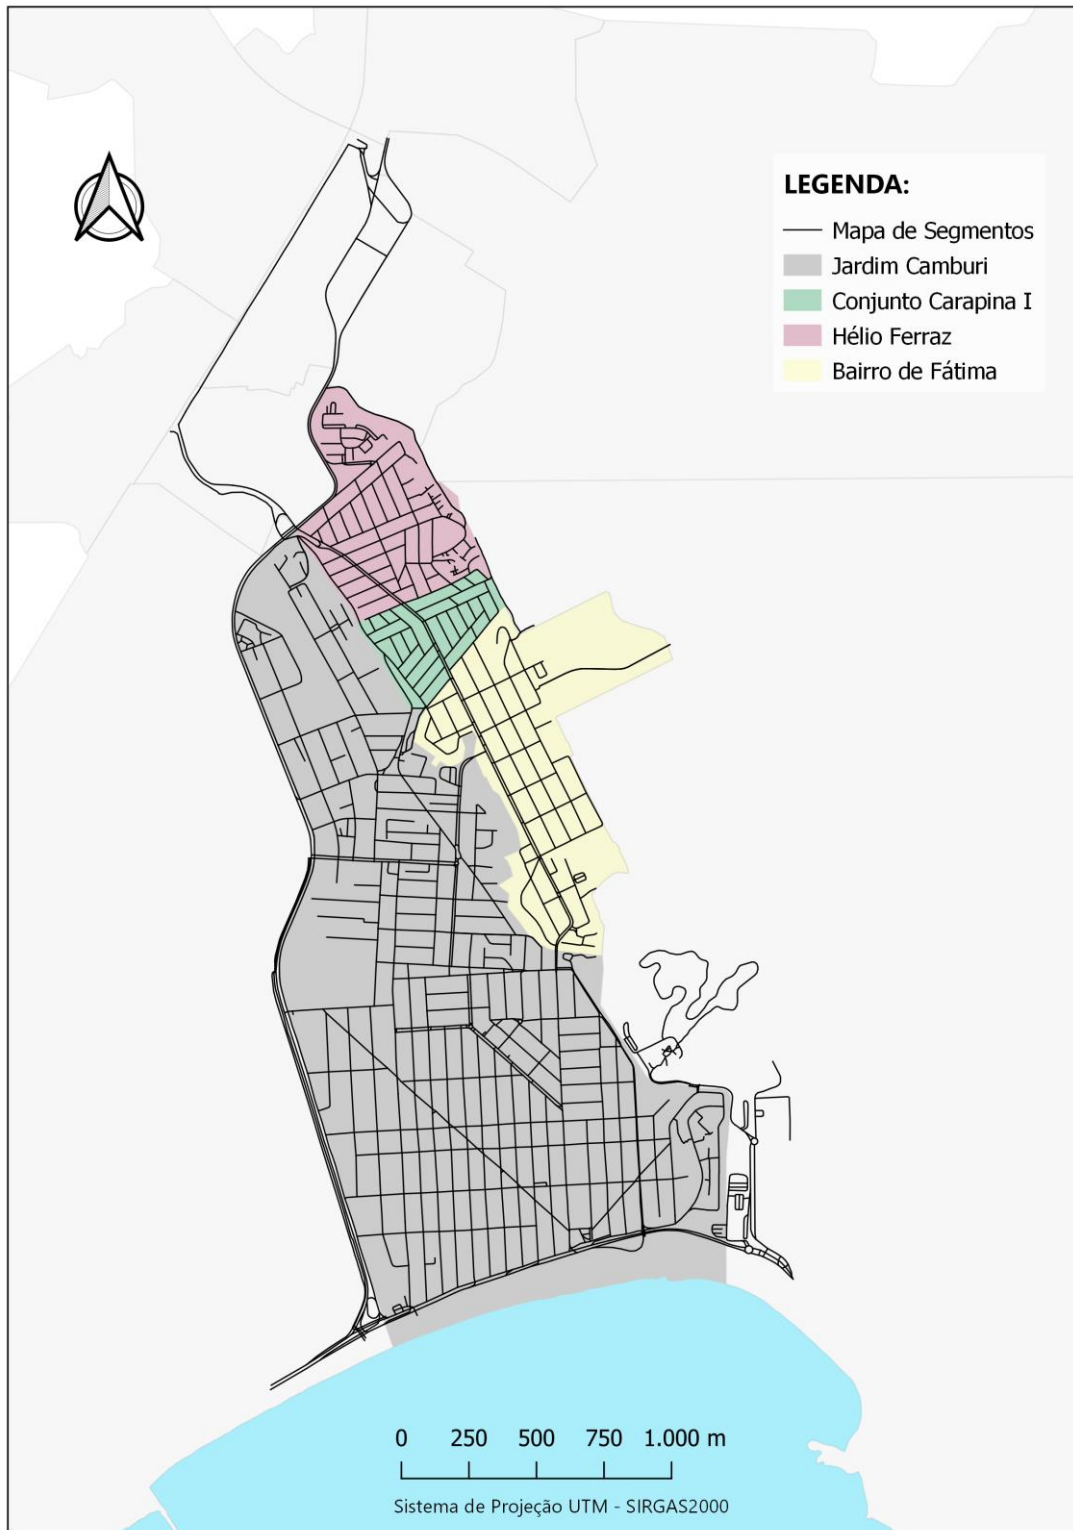 LEGENDA:
Mapa de Segmentos
Jardim Camburi
Conjunto Carapina I
Hélio Ferraz
Bairro de Fátima
0 250 500 750 1.000 m
Sistema de Projeção UTM - SIRGAS2000